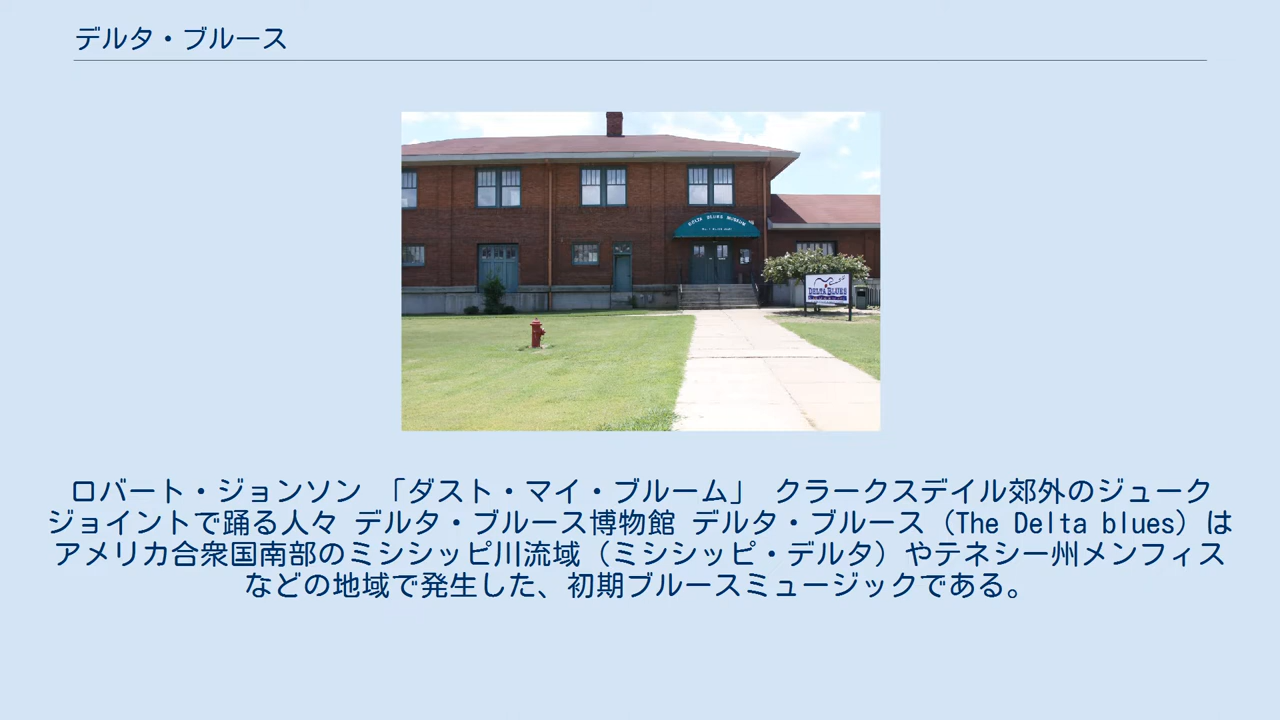 デルタ・ブルース
DELTA BLUES MUSEUM
DELTA BLUES
ロバート・ジョンソン 「ダスト・マイ・ブルーム」 クラークスデイル郊外のジューク
ジョイントで踊る人々 デルタ・ブルース博物館 デルタ・ブルース（The Delta blues）は
アメリカ合衆国南部のミシシッピ川流域（ミシシッピ・デルタ）やテネシー州メンフィス
などの地域で発生した、初期ブルースミュージックである。